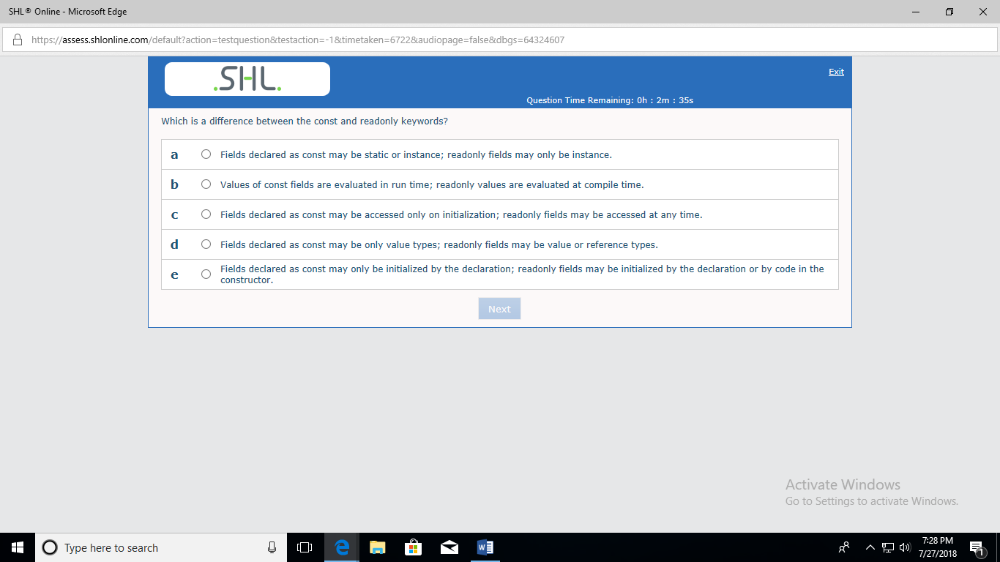 SHL® Online - Microsoft Edge
https://assess.shlonline.com/default?action=testquestion&testaction=-1&timetaken=6722&audiopage=false&dbgs=64324607
.SHL.
Exit
Question Time Remaining: 0h : 2m : 35s
Which is a difference between the const and readonly keywords?
a Fields declared as const may be static or instance; readonly fields may only be instance.
b Values of const fields are evaluated in run time; readonly values are evaluated at compile time.
c Fields declared as const may be accessed only on initialization; readonly fields may be accessed at any time.
d Fields declared as const may be only value types; readonly fields may be value or reference types.
e Fields declared as const may only be initialized by the declaration; readonly fields may be initialized by the declaration or by code in the
constructor.
Next
Activate Windows
Go to Settings to activate Windows.
Type here to search
7:28 PM
7/27/2018
1